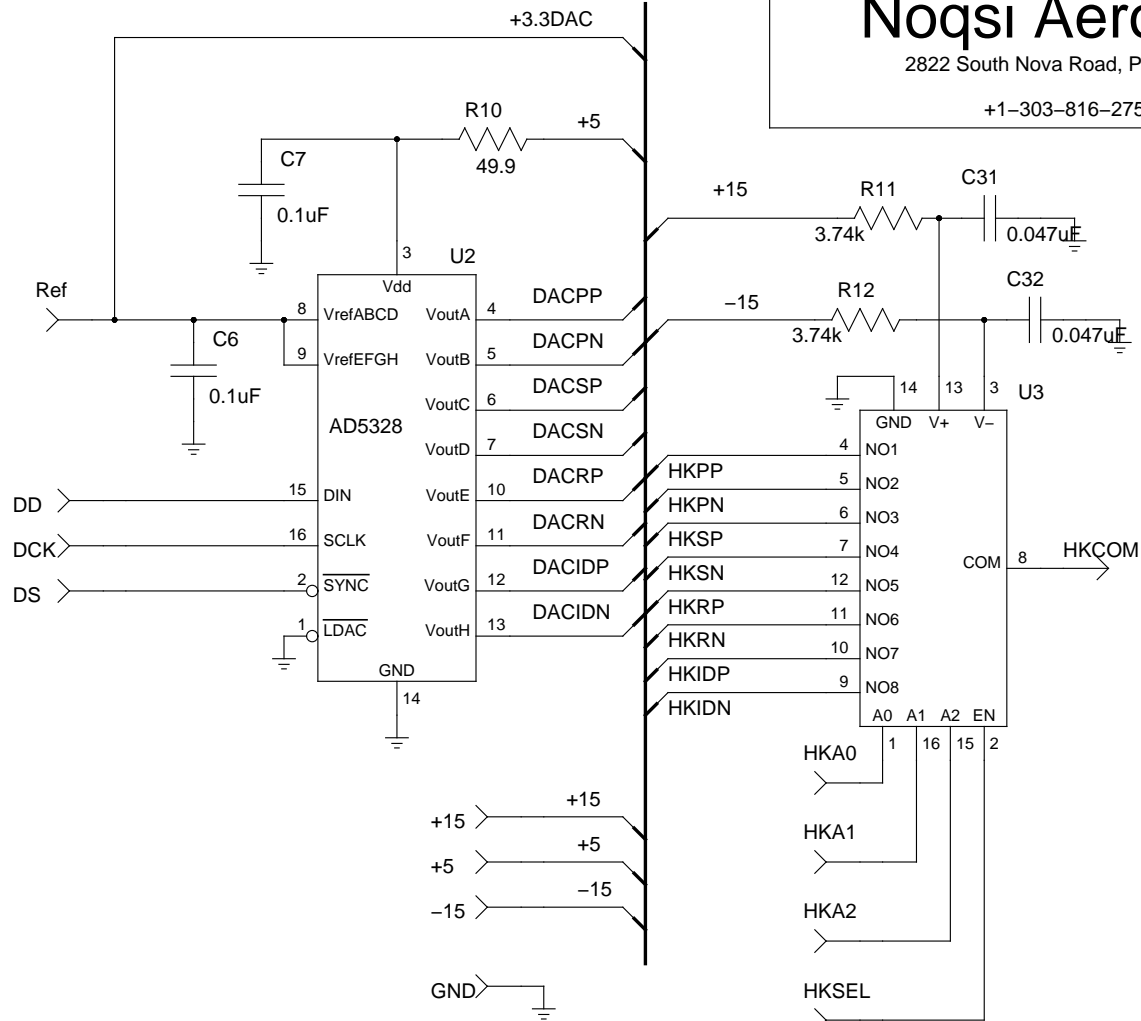 Noqsi Aero
2822 South Nova Road, P
+1−303−816−275
+3.3DAC
R10
+5
49.9
C7
0.1uF
+15
R11
3.74k
C31
0.047uF
−15
R12
3.74k
C32
0.047uF
Ref
C6
0.1uF
3
U2
Vdd
8
VrefABCD
VoutA
4
DACPP
9
VrefEFGH
VoutB
5
DACPN
VoutC
6
DACSP
AD5328
VoutD
7
DACSN
VoutE
10
DACRP
DD
15
DIN
VoutF
11
DACRN
DCK
16
SCLK
VoutG
12
DACIDP
DS
2
SYNC
VoutH
13
DACIDN
1
LDAC
GND
14
14
13
3
U3
GND
V+
V−
HKPP
4
NO1
HKPN
5
NO2
HKSP
6
NO3
HKSN
7
NO4
HKRP
12
NO5
HKRN
11
NO6
HKIDP
10
NO7
HKIDN
9
NO8
COM
8
HKCOM
A0
A1
A2
EN
1
16
15
2
HKA0
HKA1
HKA2
HKSEL
+15
+15
+5
+5
−15
−15
GND